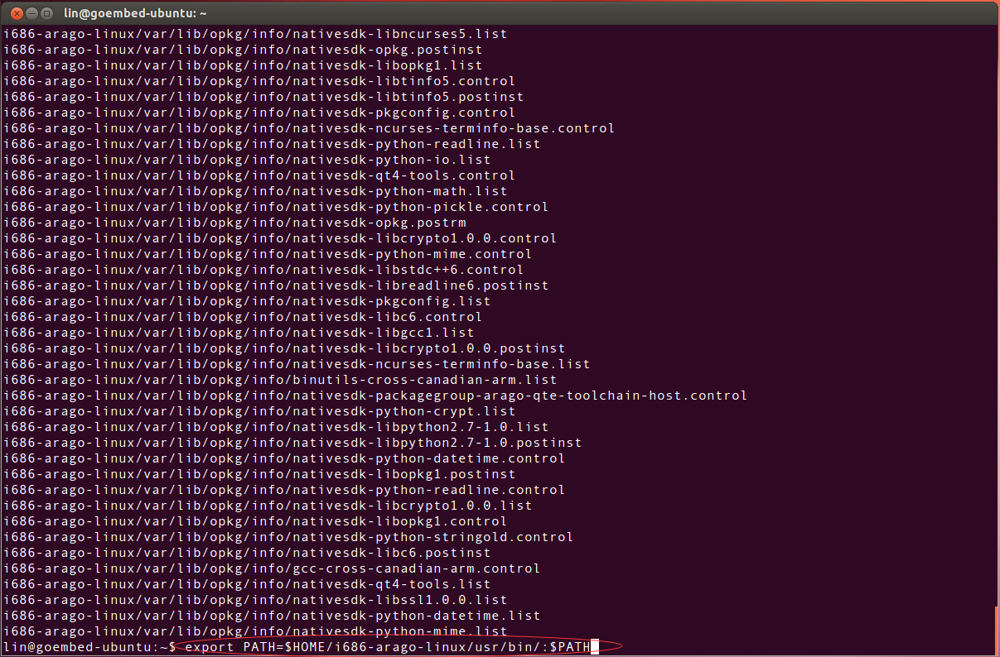 lin@goembed-ubuntu: ~
i686-arago-linux/var/lib/opkg/info/nativesdk-libncurses5.list
i686-arago-linux/var/lib/opkg/info/nativesdk-opkg.postinst
i686-arago-linux/var/lib/opkg/info/nativesdk-libopkg1.list
i686-arago-linux/var/lib/opkg/info/nativesdk-libtinfo5.control
i686-arago-linux/var/lib/opkg/info/nativesdk-libtinfo5.postinst
i686-arago-linux/var/lib/opkg/info/nativesdk-pkgconfig.control
i686-arago-linux/var/lib/opkg/info/nativesdk-ncurses-terminfo-base.control
i686-arago-linux/var/lib/opkg/info/nativesdk-python-readline.list
i686-arago-linux/var/lib/opkg/info/nativesdk-python-io.list
i686-arago-linux/var/lib/opkg/info/nativesdk-qt4-tools.control
i686-arago-linux/var/lib/opkg/info/nativesdk-python-math.list
i686-arago-linux/var/lib/opkg/info/nativesdk-python-pickle.control
i686-arago-linux/var/lib/opkg/info/nativesdk-opkg.postrm
i686-arago-linux/var/lib/opkg/info/nativesdk-libcrypto1.0.0.control
i686-arago-linux/var/lib/opkg/info/nativesdk-python-mime.control
i686-arago-linux/var/lib/opkg/info/nativesdk-libstdc++6.control
i686-arago-linux/var/lib/opkg/info/nativesdk-libreadline6.postinst
i686-arago-linux/var/lib/opkg/info/nativesdk-pkgconfig.list
i686-arago-linux/var/lib/opkg/info/nativesdk-libc6.control
i686-arago-linux/var/lib/opkg/info/nativesdk-libgcc1.list
i686-arago-linux/var/lib/opkg/info/nativesdk-libcrypto1.0.0.postinst
i686-arago-linux/var/lib/opkg/info/nativesdk-ncurses-terminfo-base.list
i686-arago-linux/var/lib/opkg/info/binutils-cross-canadian-arm.list
i686-arago-linux/var/lib/opkg/info/nativesdk-packagegroup-arago-qte-toolchain-host.control
i686-arago-linux/var/lib/opkg/info/nativesdk-python-crypt.list
i686-arago-linux/var/lib/opkg/info/nativesdk-libpython2.7-1.0.list
i686-arago-linux/var/lib/opkg/info/nativesdk-libpython2.7-1.0.postinst
i686-arago-linux/var/lib/opkg/info/nativesdk-python-datetime.control
i686-arago-linux/var/lib/opkg/info/nativesdk-libopkg1.postinst
i686-arago-linux/var/lib/opkg/info/nativesdk-python-readline.control
i686-arago-linux/var/lib/opkg/info/nativesdk-libcrypto1.0.0.list
i686-arago-linux/var/lib/opkg/info/nativesdk-libopkg1.control
i686-arago-linux/var/lib/opkg/info/nativesdk-python-stringold.control
i686-arago-linux/var/lib/opkg/info/nativesdk-libc6.postinst
i686-arago-linux/var/lib/opkg/info/gcc-cross-canadian-arm.control
i686-arago-linux/var/lib/opkg/info/nativesdk-qt4-tools.list
i686-arago-linux/var/lib/opkg/info/nativesdk-libssl1.0.0.list
i686-arago-linux/var/lib/opkg/info/nativesdk-python-datetime.list
i686-arago-linux/var/lib/opkg/info/nativesdk-python-mime.list
lin@goembed-ubuntu:~$ export PATH=$HOME/i686-arago-linux/usr/bin/:$PATH